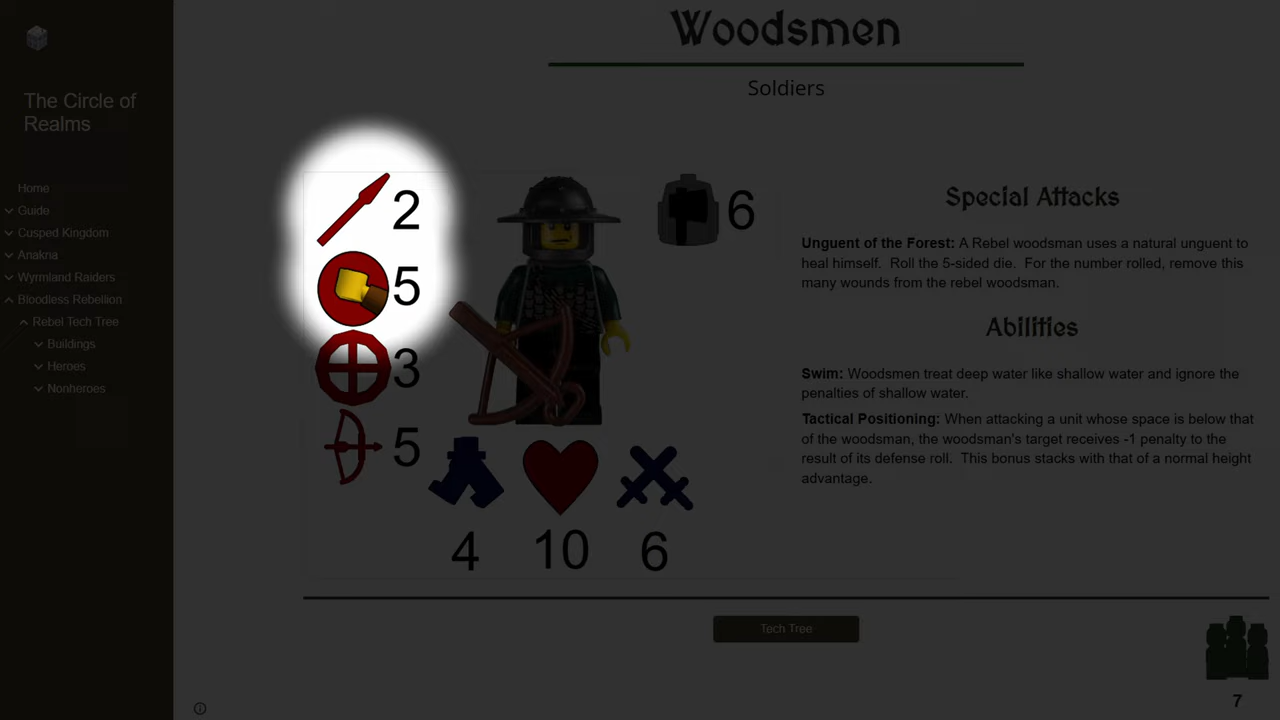 Woodsmen
Soldiers
The Circle of
Realms
Home
Guide
Cusped Kingdom
Anakria
Wyrmland Raiders
Bloodless Rebellion
Rebel Tech Tree
Buildings
Heroes
Nonheroes
2
5
3
5
6
4
10
6
Special Attacks
Unguent of the Forest: A Rebel woodsman uses a natural unguent to
heal himself. Roll the 5-sided die. For the number rolled, remove this
many wounds from the rebel woodsman.
Abilities
Swim: Woodsmen treat deep water like shallow water and ignore the
penalties of shallow water.
Tactical Positioning: When attacking a unit whose space is below that
of the woodsman, the woodsman's target receives -1 penalty to the
result of its defense roll. This bonus stacks with that of a normal height
advantage.
Tech Tree
7